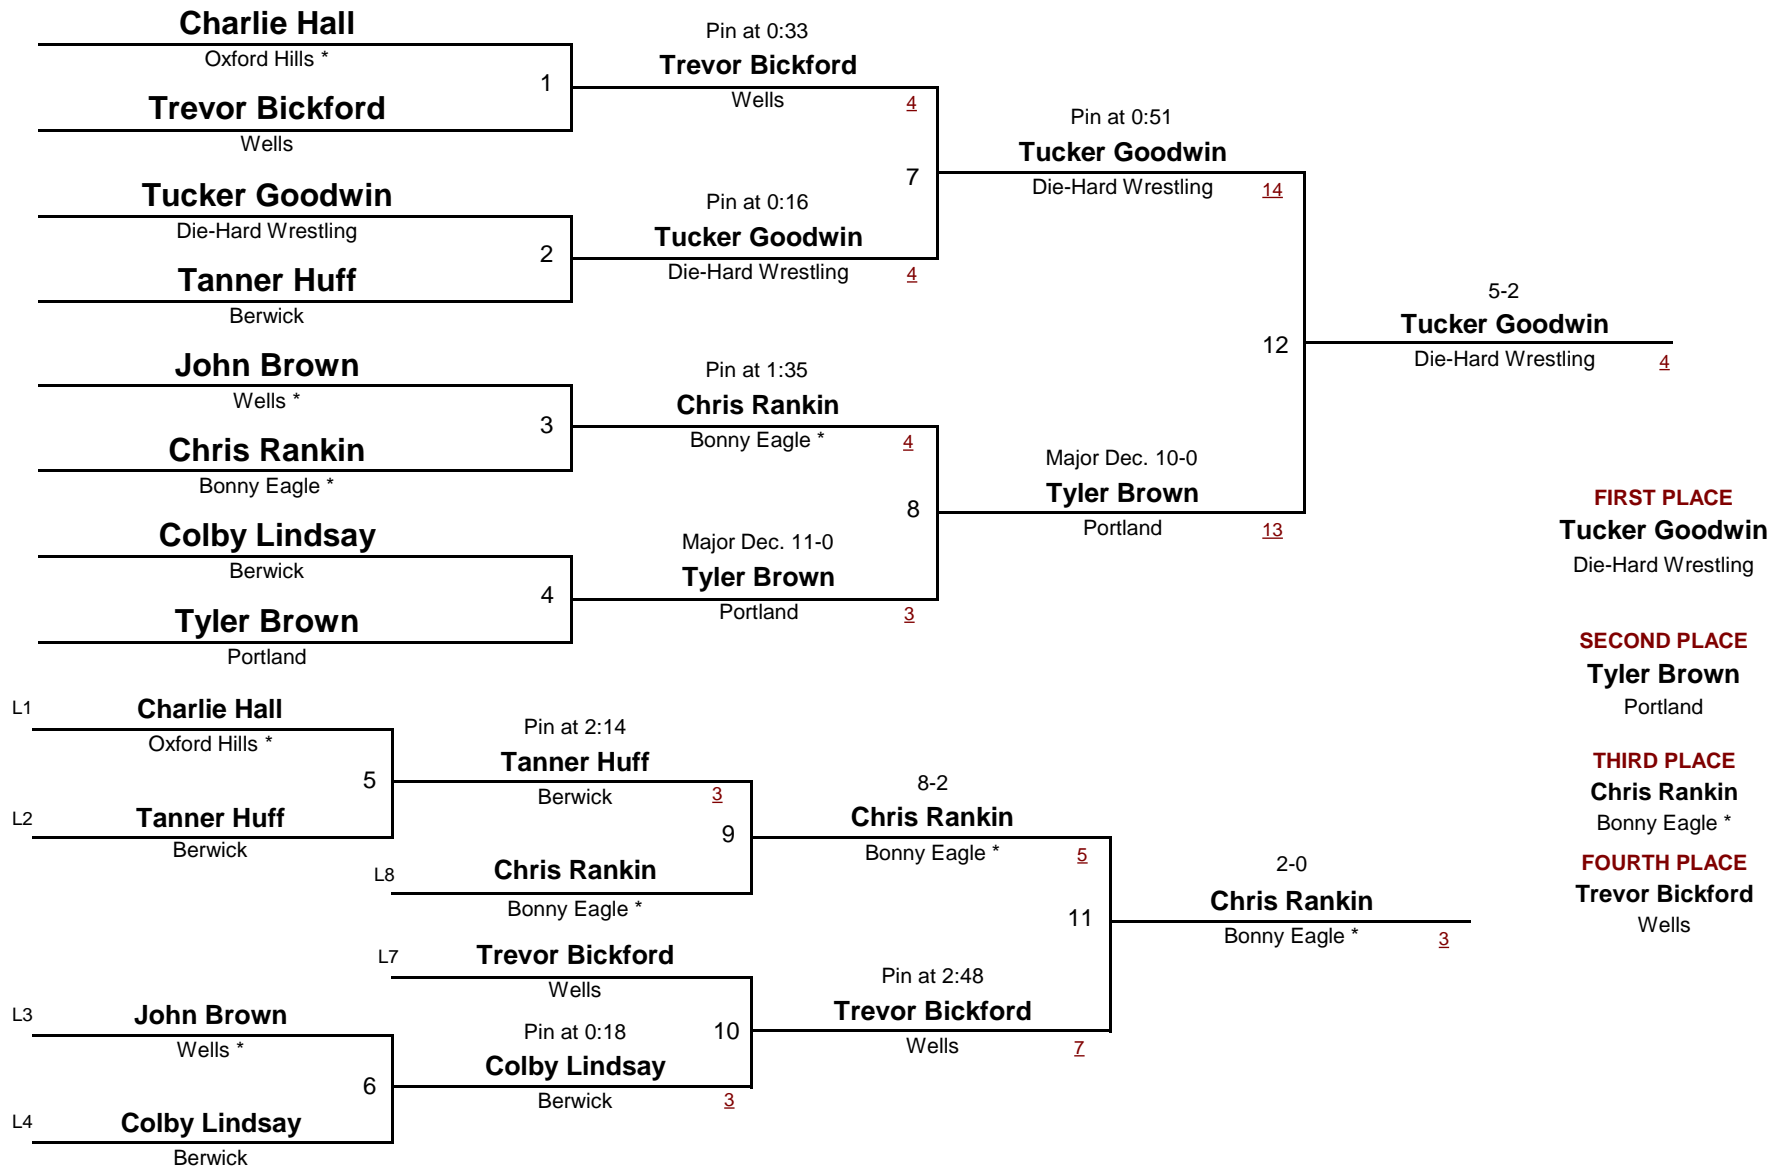 Charlie Hall
Oxford Hills *
1
Trevor Bickford
Wells
Pin at 0:33
Trevor Bickford
Wells
4
Tucker Goodwin
Die-Hard Wrestling
2
Tanner Huff
Berwick
Pin at 0:16
Tucker Goodwin
Die-Hard Wrestling
4
7
Pin at 0:51
Tucker Goodwin
Die-Hard Wrestling
14
John Brown
Wells *
3
Chris Rankin
Bonny Eagle *
Pin at 1:35
Chris Rankin
Bonny Eagle *
4
Colby Lindsay
Berwick
4
Tyler Brown
Portland
Major Dec. 11-0
Tyler Brown
Portland
3
8
Major Dec. 10-0
Tyler Brown
Portland
13
12
5-2
Tucker Goodwin
Die-Hard Wrestling
4
FIRST PLACE
Tucker Goodwin
Die-Hard Wrestling
SECOND PLACE
Tyler Brown
Portland
THIRD PLACE
Chris Rankin
Bonny Eagle *
FOURTH PLACE
Trevor Bickford
Wells
L1
Charlie Hall
Oxford Hills *
5
L2
Tanner Huff
Berwick
Pin at 2:14
Tanner Huff
Berwick
3
9
L8
Chris Rankin
Bonny Eagle *
8-2
Chris Rankin
Bonny Eagle *
5
L7
Trevor Bickford
Wells
10
L3
John Brown
Wells *
6
L4
Colby Lindsay
Berwick
Pin at 0:18
Colby Lindsay
Berwick
3
Pin at 2:48
Trevor Bickford
Wells
7
11
2-0
Chris Rankin
Bonny Eagle *
3